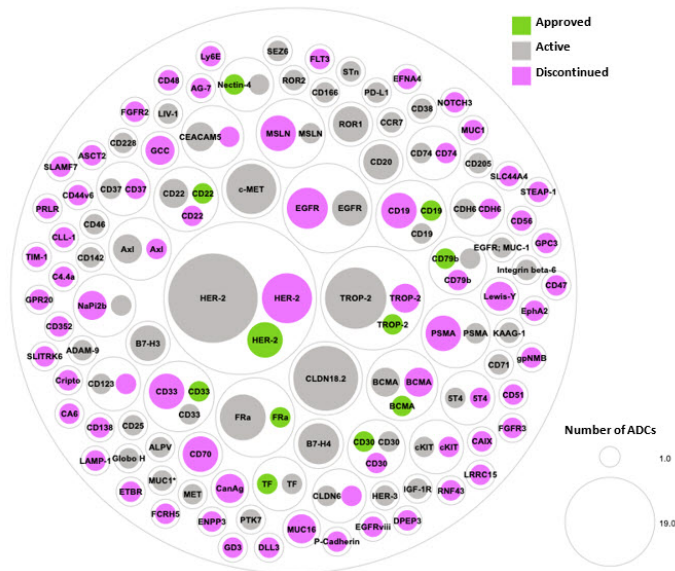 Approved
Active
Discontinued
Ly6E
SEZ6
FLT3
CD48
AG-7
Nectin-4
ROR2
STn
EFNA4
CD166
PD-L1
NOTCH3
FGFR2
LIV-1
CEACAM5
MSLN
MSLN
ROR1
CCR7
CD38
MUC1
ASCT2
CD228
GCC
CD20
CD74
CD74
CD205
SLAMF7
SLC44A4
CD44v6
CD37
CD37
CD22
CD22
CD22
c-MET
EGFR
EGFR
CD19
CD19
CD19
CDH6
CDH6
STEAP-1
PRLR
CD46
CD56
CLL-1
Axl
Axl
CD79b
CD79b
EGFR; MUC-1
GPC3
TIM-1
CD142
Integrin beta-6
C4.4a
HER-2
HER-2
HER-2
TROP-2
TROP-2
TROP-2
CD47
GPR20
NaPi2b
Lewis-Y
EphA2
CD352
PSMA
PSMA
KAAG-1
SLITRK6
ADAM-9
B7-H3
CD71
gpNMB
Cripto
CD123
CD33
CD33
CD33
CLDN18.2
BCMA
BCMA
BCMA
5T4
5T4
CD51
CA6
CD138
CD25
FRa
FRa
B7-H4
CD30
CD30
CD30
cKIT
cKIT
CAIX
FGFR3
LAMP-1
Globo H
ALPV
CD70
LRRC15
ETBR
MUC1*
MET
CanAg
TF
TF
CLDN6
HER-3
IGF-1R
RNF43
FCRH5
ENPP3
PTK7
MUC16
P-Cadherin
EGFRviii
DPEP3
GD3
DLL3
Number of ADCs
1.0
19.0